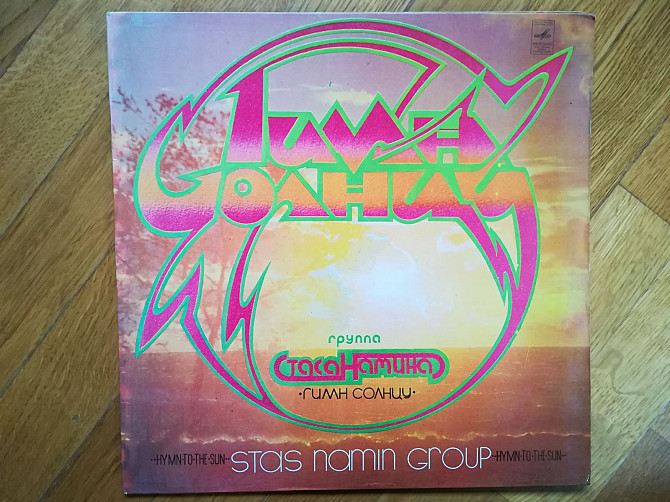 Гимн
Солнцу
группа
Стаса Намина
·гимн солнцу·
--HYMN-TO-THE-SUN-- STAS NAMIN GROUP --HYMN-TO-THE-SUN--